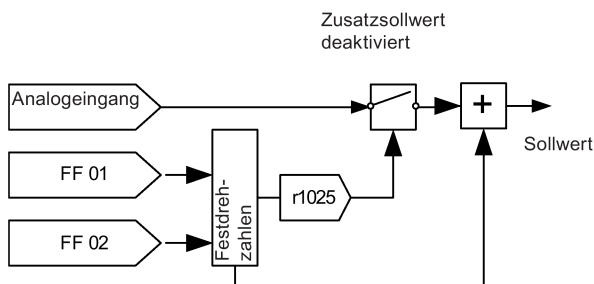 Zusatzsollwert
deaktiviert
Analogeingang
+
Sollwert
FF 01
r1025
Festdreh-
zahlen
FF 02